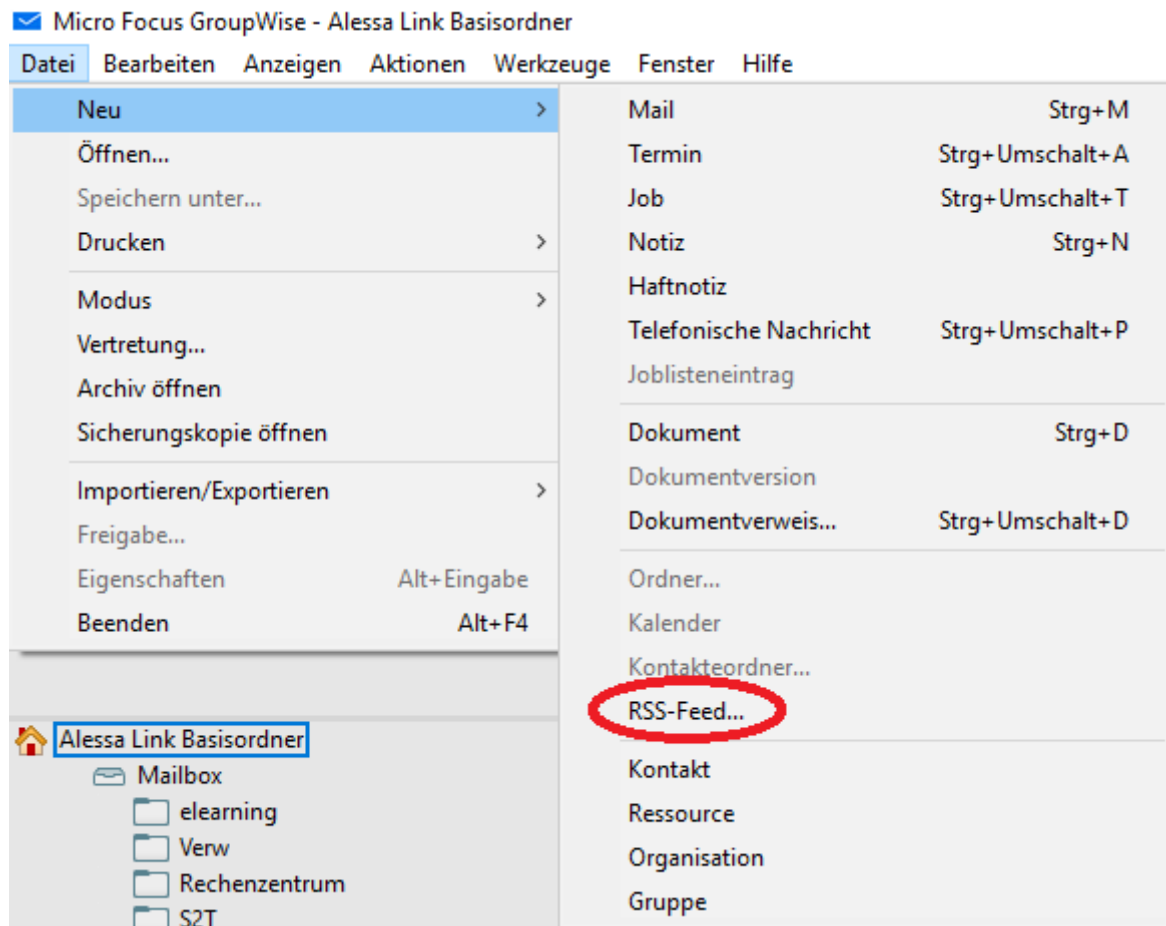 Micro Focus GroupWise - Alessa Link Basisordner
Datei Bearbeiten Anzeigen Aktionen Werkzeuge Fenster Hilfe
Neu
Öffnen...
Speichern unter...
Drucken
Modus
Vertretung...
Archiv öffnen
Sicherungskopie öffnen
Importieren/Exportieren
Freigabe...
Eigenschaften Alt+Eingabe
Beenden Alt+F4
Mail Strg+M
Termin Strg+Umschalt+A
Job Strg+Umschalt+T
Notiz Strg+N
Haftnotiz
Telefonische Nachricht Strg+Umschalt+P
Joblisteneintrag
Dokument Strg+D
Dokumentversion
Dokumentverweis... Strg+Umschalt+D
Ordner...
Kalender
Kontakteordner...
RSS-Feed...
Kontakt
Ressource
Organisation
Gruppe
Alessa Link Basisordner
Mailbox
elearning
Verw
Rechenzentrum
S2T